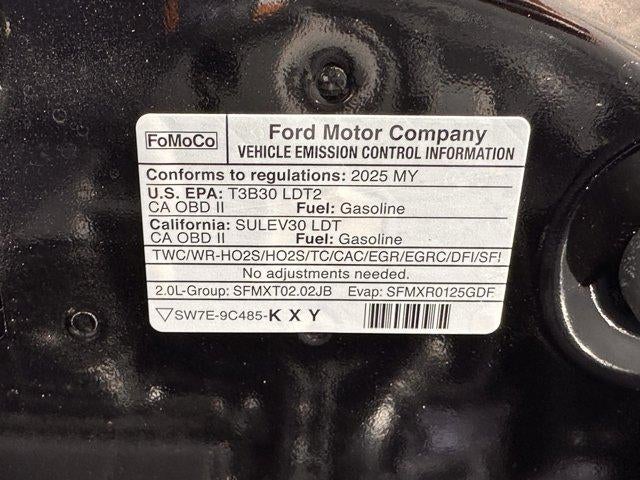 FoMoCo
Ford Motor Company
VEHICLE EMISSION CONTROL INFORMATION
Conforms to regulations: 2025 MY
U.S. EPA: T3B30 LDT2
CA OBD II Fuel: Gasoline
California: SULEV30 LDT
CA OBD II Fuel: Gasoline
TWC/WR-HO2S/HO2S/TC/CAC/EGR/EGRC/DFI/SFI
No adjustments needed.
2.0L-Group: SFMXT02.02JB Evap: SFMXR0125GDF
SW7E-9C485-K X Y